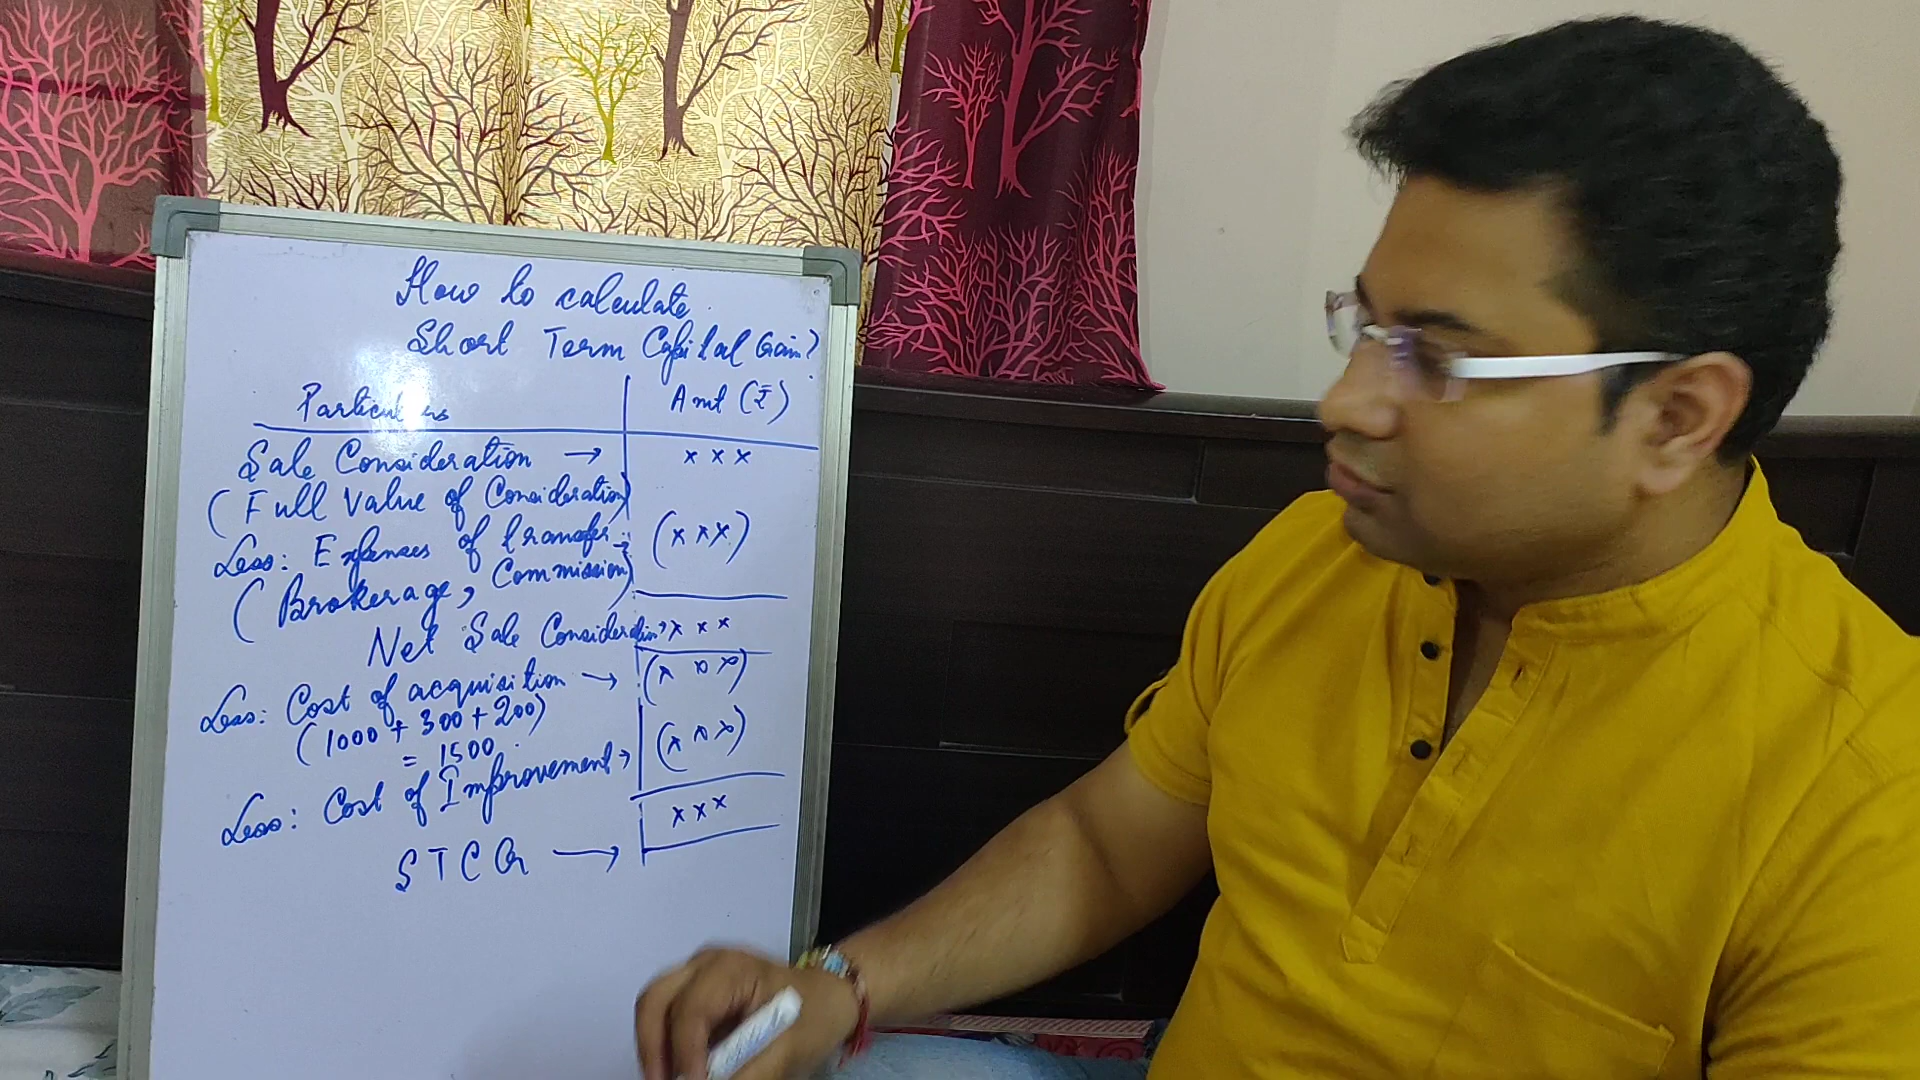 How to calculate
Short Term Capital Gain?
Particulars Amt (₹)
Sale Consideration → x x x
(Full Value of Consideration)
Less: Expenses of transfer → (x x x)
(Brokerage, Commission)
Net Sale Consideration → x x x
Less: Cost of acquisition → (x x x)
(1000 + 300 + 200)
= 1500
Less: Cost of Improvement → (x x x)
x x x
STCG →